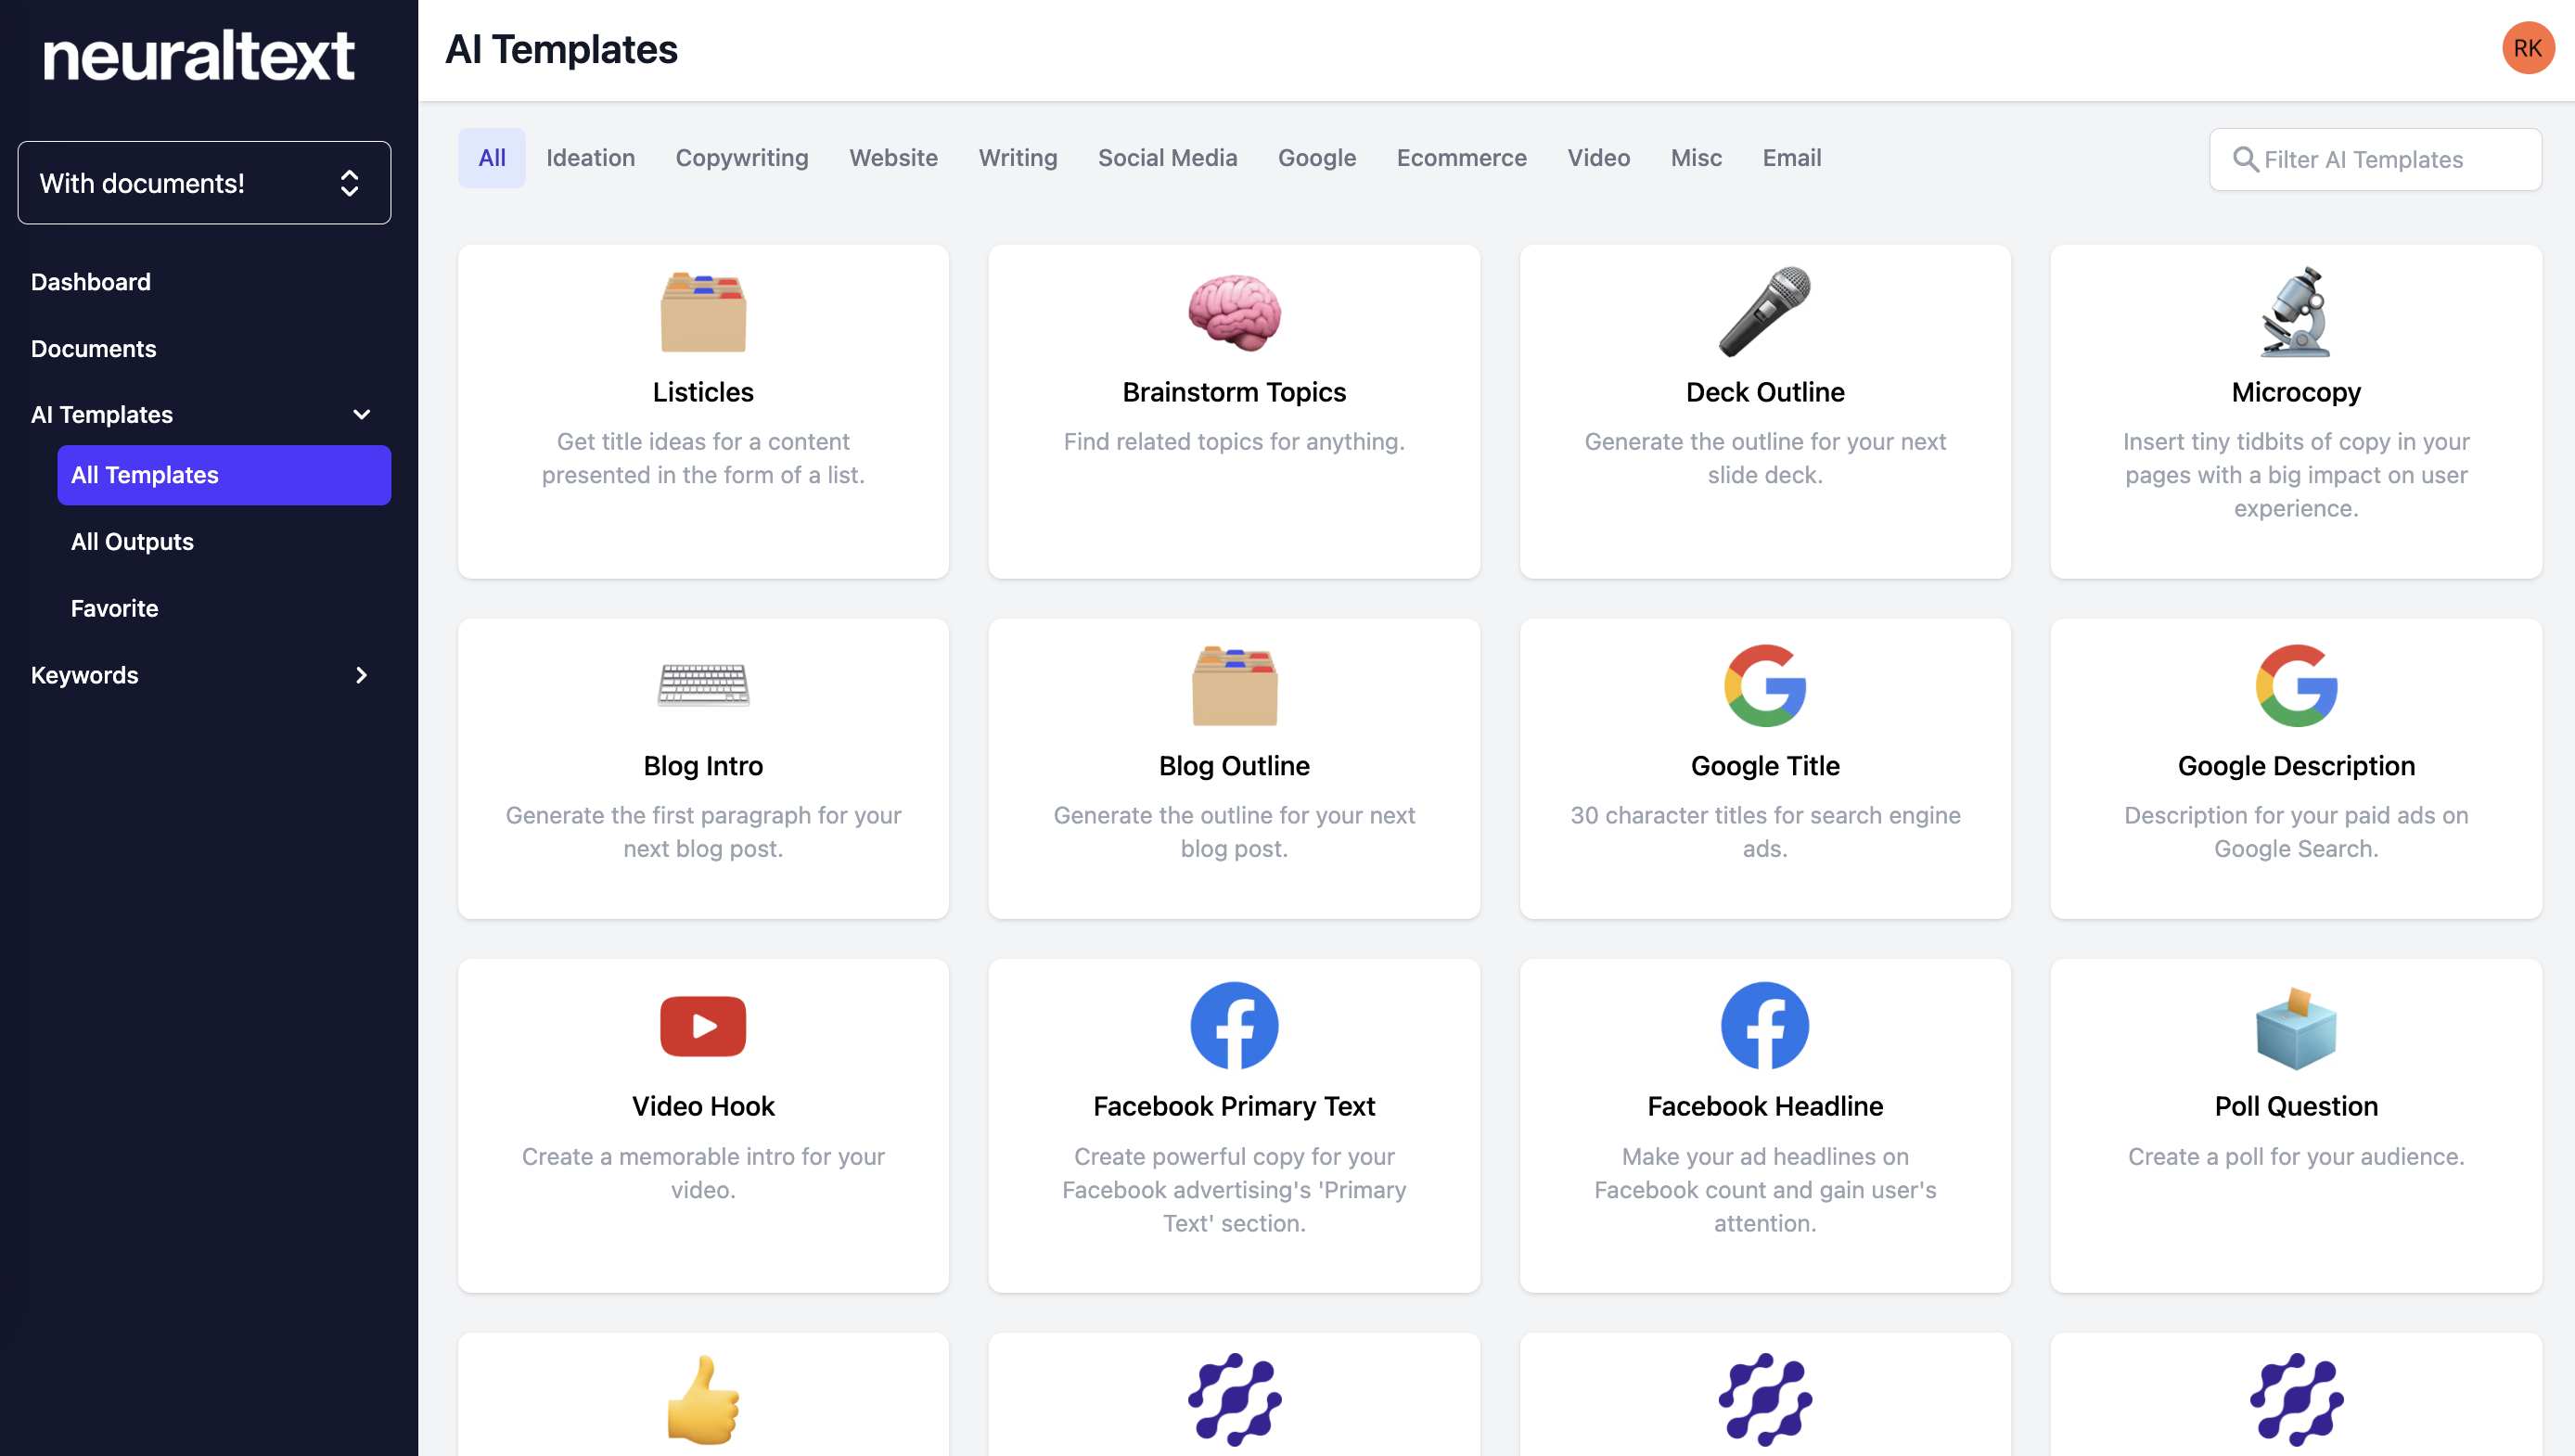 neuraltext
With documents!
Dashboard
Documents
AI Templates
All Templates
All Outputs
Favorite
Keywords
AI Templates
RK
All
Ideation
Copywriting
Website
Writing
Social Media
Google
Ecommerce
Video
Misc
Email
Filter AI Templates
Listicles
Get title ideas for a content
presented in the form of a list.
Brainstorm Topics
Find related topics for anything.
Deck Outline
Generate the outline for your next
slide deck.
Microcopy
Insert tiny tidbits of copy in your
pages with a big impact on user
experience.
Blog Intro
Generate the first paragraph for your
next blog post.
Blog Outline
Generate the outline for your next
blog post.
Google Title
30 character titles for search engine
ads.
Google Description
Description for your paid ads on
Google Search.
Video Hook
Create a memorable intro for your
video.
Facebook Primary Text
Create powerful copy for your
Facebook advertising's 'Primary
Text' section.
Facebook Headline
Make your ad headlines on
Facebook count and gain user's
attention.
Poll Question
Create a poll for your audience.